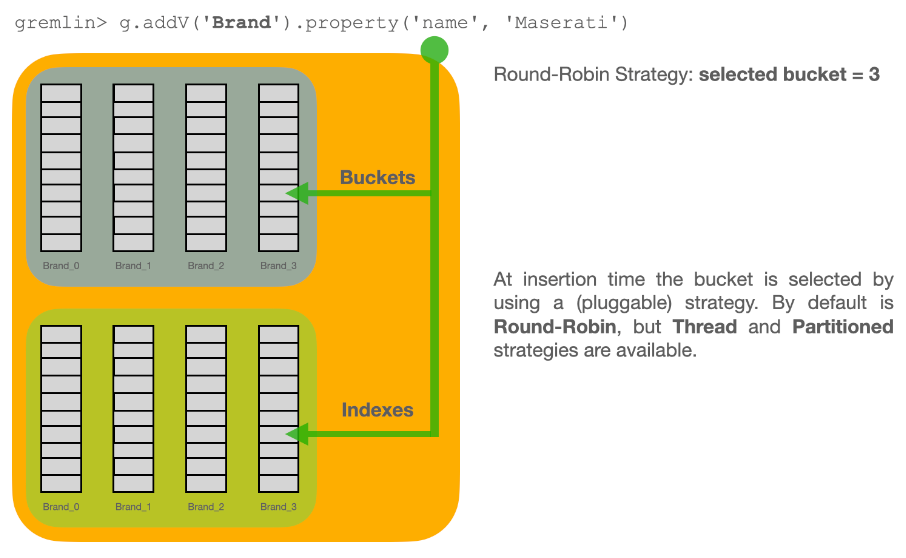 gremlin> g.addV('Brand').property('name', 'Maserati')
Round-Robin Strategy: selected bucket = 3
Buckets
Brand_0 Brand_1 Brand_2 Brand_3
At insertion time the bucket is selected by
using a (pluggable) strategy. By default is
Round-Robin, but Thread and Partitioned
strategies are available.
Indexes
Brand_0 Brand_1 Brand_2 Brand_3